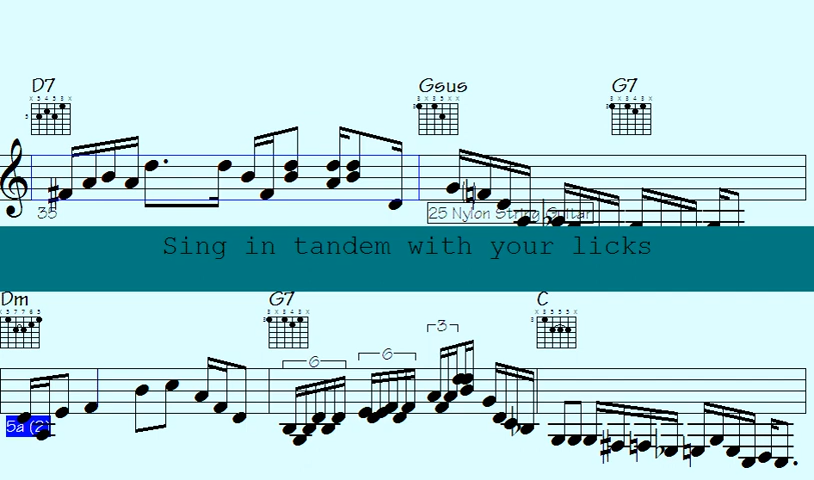 D7 Gsus G7
35
25 Nylon String Guitar
Sing in tandem with your licks
Dm G7 C
6 6 3
5a (2)